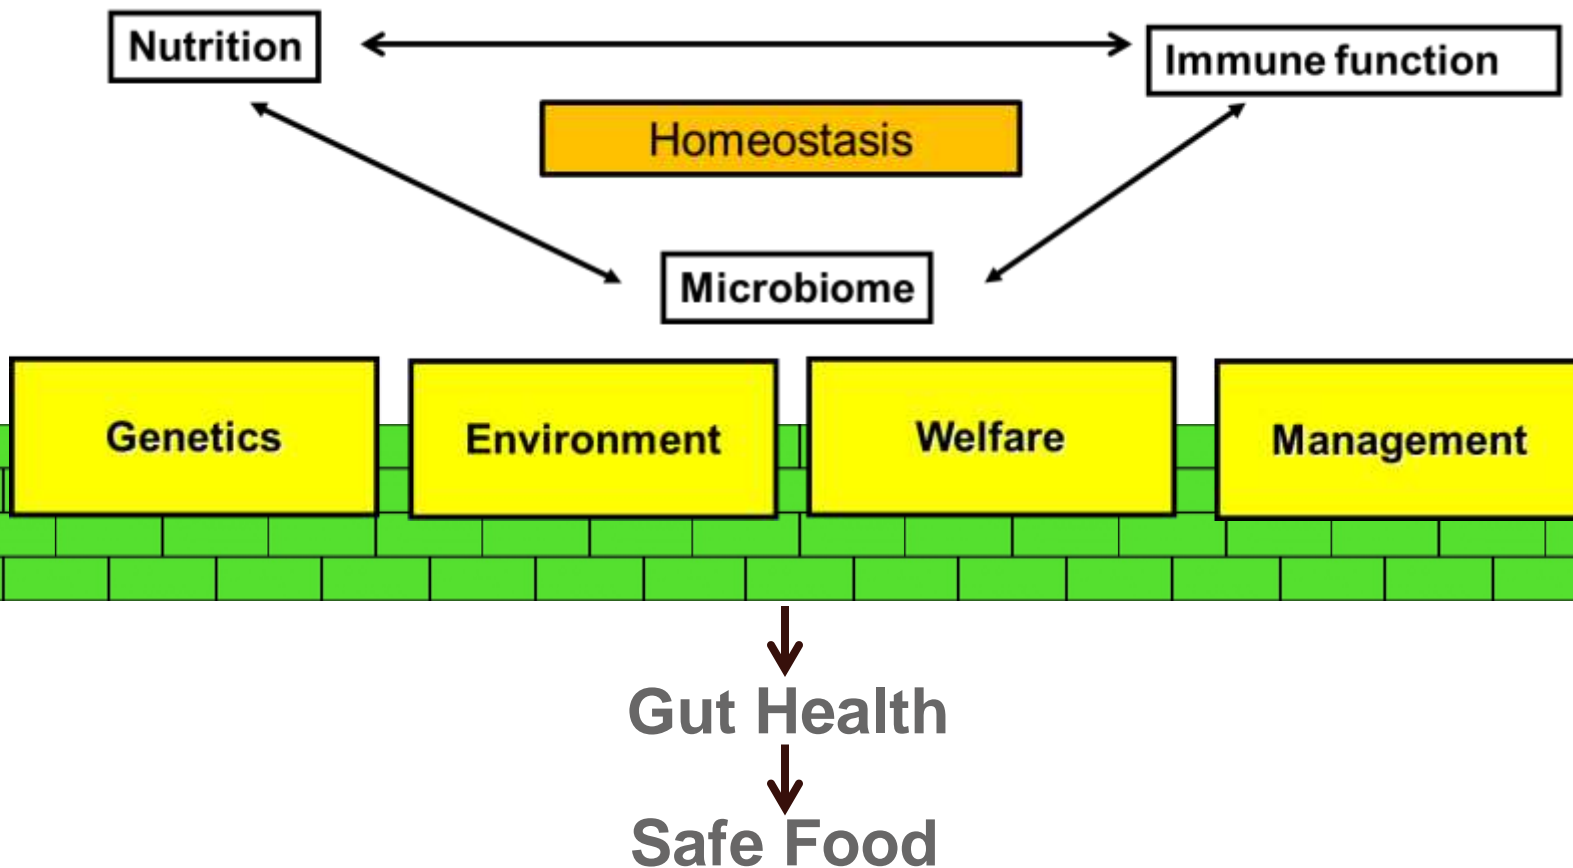 Nutrition
Immune function
Homeostasis
Microbiome
Genetics
Environment
Welfare
Management
Gut Health
Safe Food